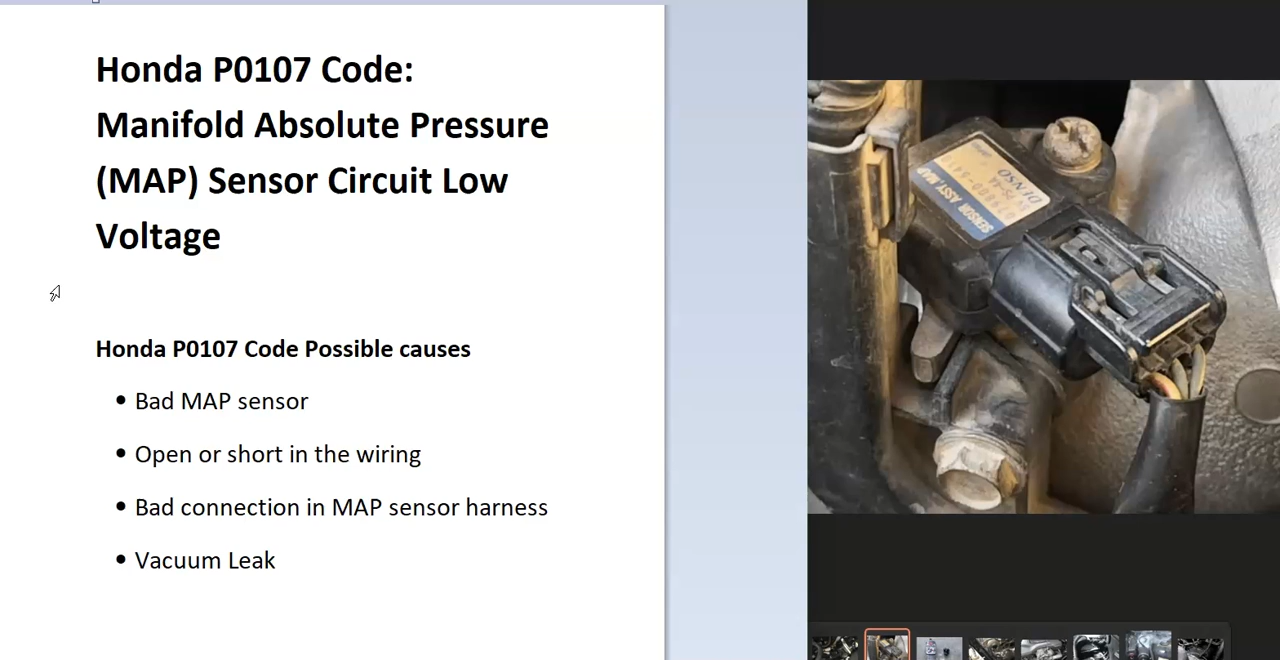 Honda P0107 Code:
Manifold Absolute Pressure
(MAP) Sensor Circuit Low
Voltage
Honda P0107 Code Possible causes
• Bad MAP sensor
• Open or short in the wiring
• Bad connection in MAP sensor harness
• Vacuum Leak
SENSOR ASSY, MAP
DENSO